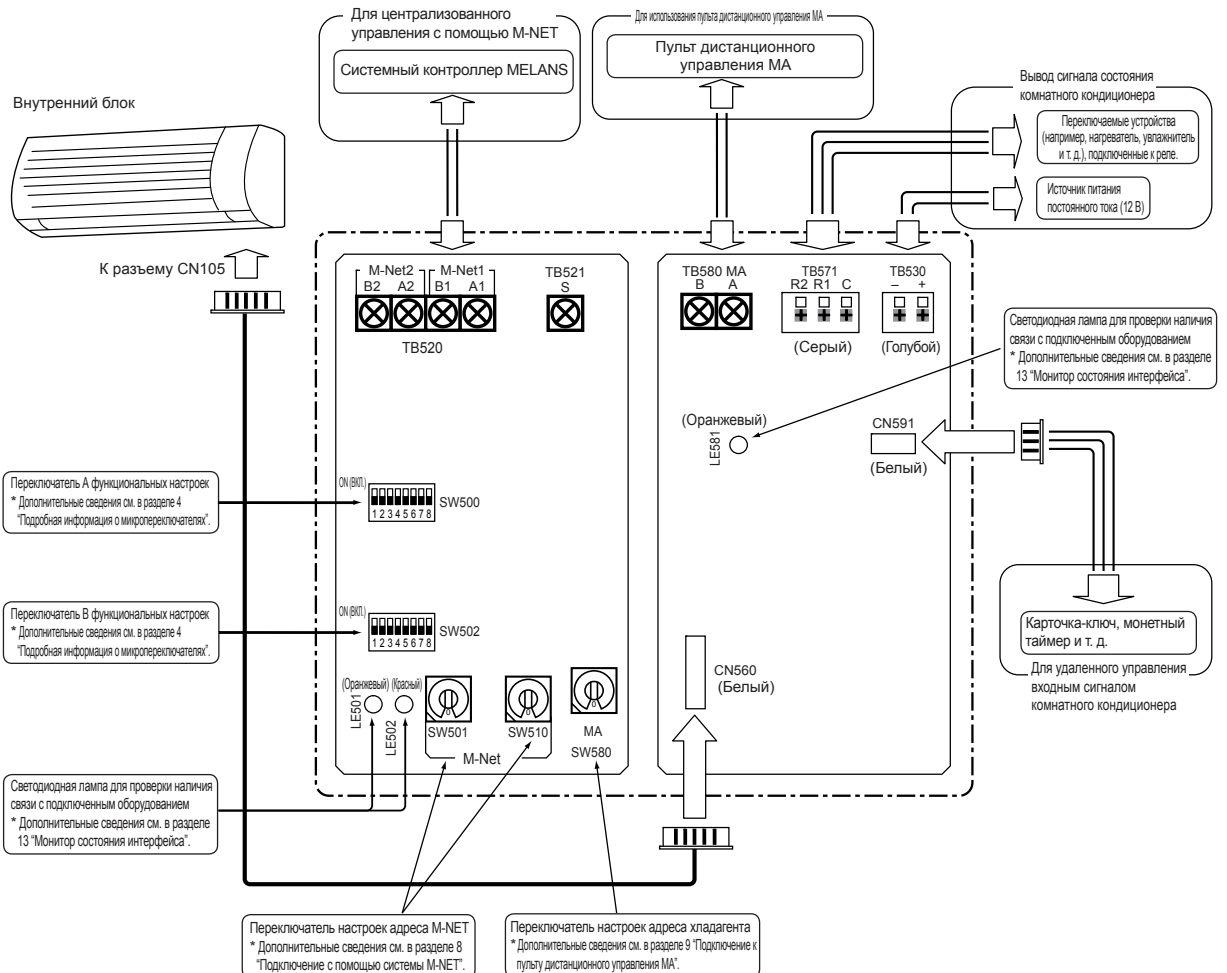 Для централизованного
управления с помощью M-NET
Системный контроллер MELANS
Для использования пульта дистанционного управления MA
Пульт дистанционного
управления MA
Вывод сигнала состояния
комнатного кондиционера
Переключаемые устройства
(например, нагреватель, увлажнитель
и т. д.), подключенные к реле.
Источник питания
постоянного тока (12 В)
Внутренний блок
К разъему CN105
M-Net2 M-Net1
B2 A2 B1 A1
TB520
TB521
S
TB580 MA
B A
TB571
R2 R1 C
(Серый)
TB530
– +
(Голубой)
Светодиодная лампа для проверки наличия
связи с подключенным оборудованием
* Дополнительные сведения см. в разделе
13 “Монитор состояния интерфейса”.
(Оранжевый)
LE581
CN591
(Белый)
Переключатель A функциональных настроек
* Дополнительные сведения см. в разделе 4
“Подробная информация о микропереключателях”.
ON (ВКЛ.)
1 2 3 4 5 6 7 8
SW500
Переключатель B функциональных настроек
* Дополнительные сведения см. в разделе 4
“Подробная информация о микропереключателях”.
ON (ВКЛ.)
1 2 3 4 5 6 7 8
SW502
Карточка-ключ, монетный
таймер и т. д.
Для удаленного управления
входным сигналом
комнатного кондиционера
CN560
(Белый)
(Оранжевый) (Красный)
LE501
LE502
SW501
SW510
M-Net
MA
SW580
Светодиодная лампа для проверки наличия
связи с подключенным оборудованием
* Дополнительные сведения см. в разделе
13 “Монитор состояния интерфейса”.
Переключатель настроек адреса M-NET
* Дополнительные сведения см. в разделе 8
“Подключение с помощью системы M-NET”.
Переключатель настроек адреса хладагента
* Дополнительные сведения см. в разделе 9 “Подключение к
пульту дистанционного управления MA”.